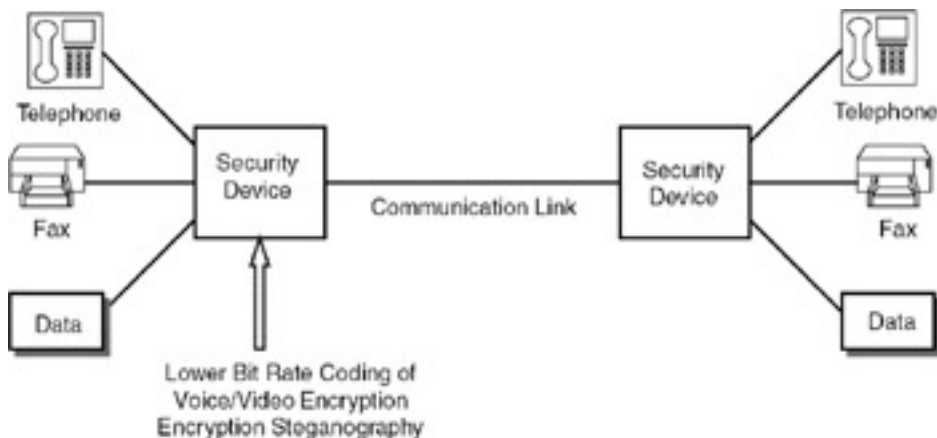 Telephone
Telephone
Security
Device
Security
Device
Communication Link
Fax
Fax
Data
Data
Lower Bit Rate Coding of
Voice/Video Encryption
Encryption Steganography